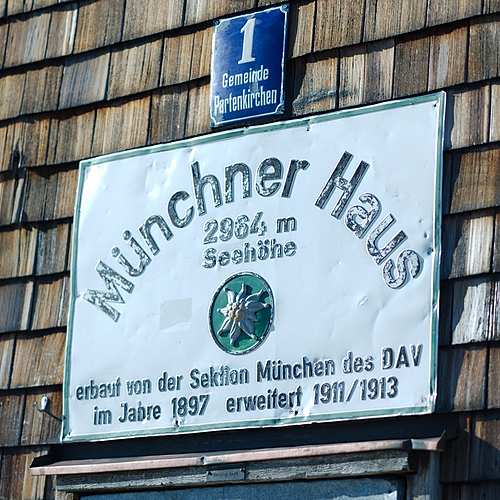 1
Gemeinde
Partenkirchen
Münchner Haus
2964 m
Seehöhe
erbaut von der Sektion München des DAV
im Jahre 1897 erweitert 1911/1913